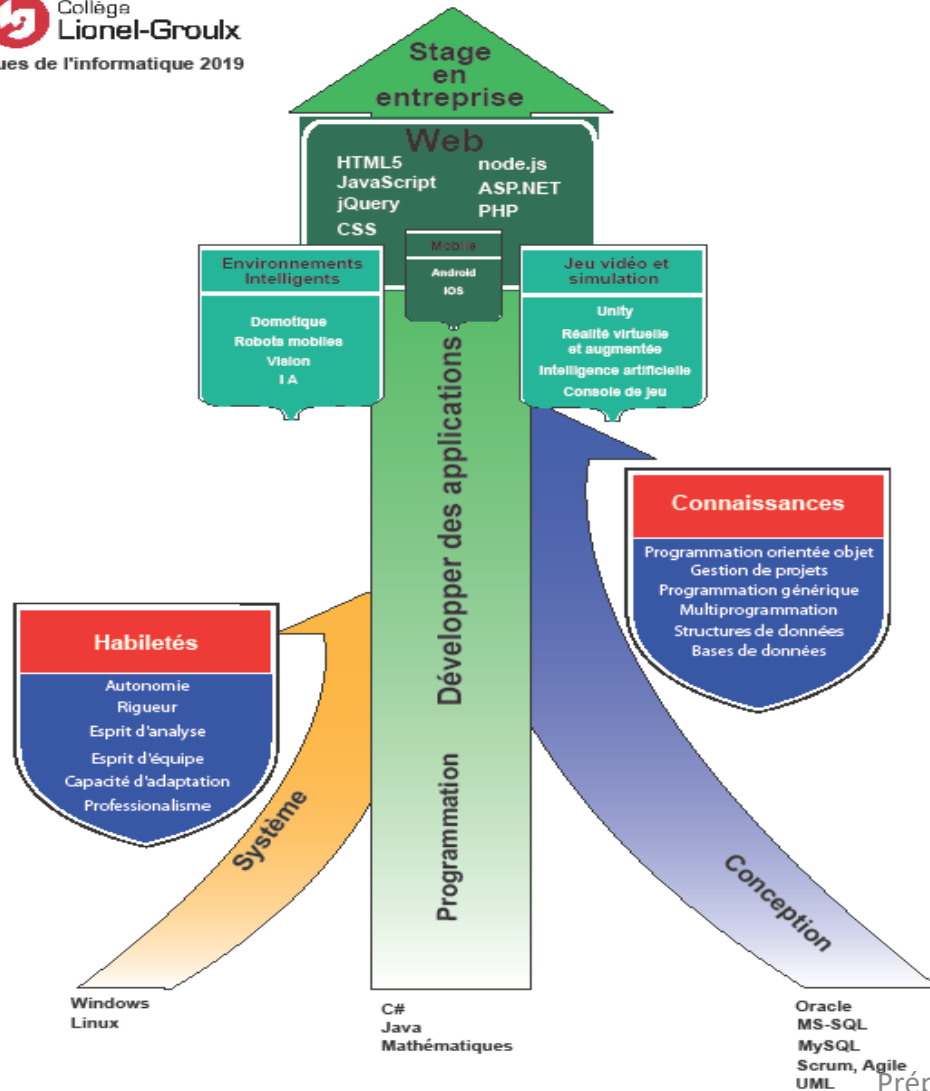 Collège
Lionel-Groulx
ues de l'informatique 2019
Stage
en
entreprise
Web
HTML5
JavaScript
jQuery
CSS
node.js
ASP.NET
PHP
Mobile
Android
IOS
Environnements
Intelligents
Domotique
Robots mobiles
Vision
I A
Jeu vidéo et
simulation
Unity
Réalité virtuelle
et augmentée
Intelligence artificielle
Console de jeu
Connaissances
Programmation orientée objet
Gestion de projets
Programmation générique
Multiprogrammation
Structures de données
Bases de données
Habiletés
Autonomie
Rigueur
Esprit d'analyse
Esprit d'équipe
Capacité d'adaptation
Professionalisme
Système
Programmation Développer des applications
Conception
Windows
Linux
C#
Java
Mathématiques
Oracle
MS-SQL
MySQL
Scrum, Agile
UML
Prép